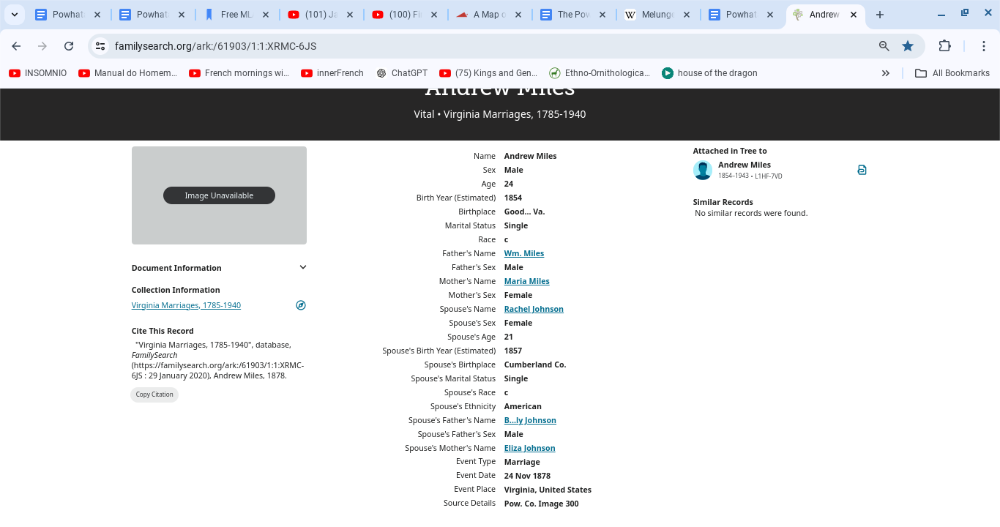 Powhat
Powhat
Free ML
(101) Ja
(100) Fi
A Map o
The Pow
W Melung
Powhat
Andrew
familysearch.org/ark:/61903/1:1:XRMC-6JS
INSOMNIO
Manual do Homem...
French mornings wi...
innerFrench
ChatGPT
(75) Kings and Gen...
Ethno-Ornithologica...
house of the dragon
All Bookmarks
Andrew Miles
Vital • Virginia Marriages, 1785-1940
Image Unavailable
Document Information
Collection Information
Virginia Marriages, 1785-1940
Cite This Record
"Virginia Marriages, 1785-1940", database,
FamilySearch
(https://familysearch.org/ark:/61903/1:1:XRMC-
6JS : 29 January 2020), Andrew Miles, 1878.
Copy Citation
Name Andrew Miles
Sex Male
Age 24
Birth Year (Estimated) 1854
Birthplace Good... Va.
Marital Status Single
Race c
Father's Name Wm. Miles
Father's Sex Male
Mother's Name Maria Miles
Mother's Sex Female
Spouse's Name Rachel Johnson
Spouse's Sex Female
Spouse's Age 21
Spouse's Birth Year (Estimated) 1857
Spouse's Birthplace Cumberland Co.
Spouse's Marital Status Single
Spouse's Race c
Spouse's Ethnicity American
Spouse's Father's Name B...ly Johnson
Spouse's Father's Sex Male
Spouse's Mother's Name Eliza Johnson
Event Type Marriage
Event Date 24 Nov 1878
Event Place Virginia, United States
Source Details Pow. Co. Image 300
Attached in Tree to
Andrew Miles
1854–1943 • L1HF-7VD
Similar Records
No similar records were found.